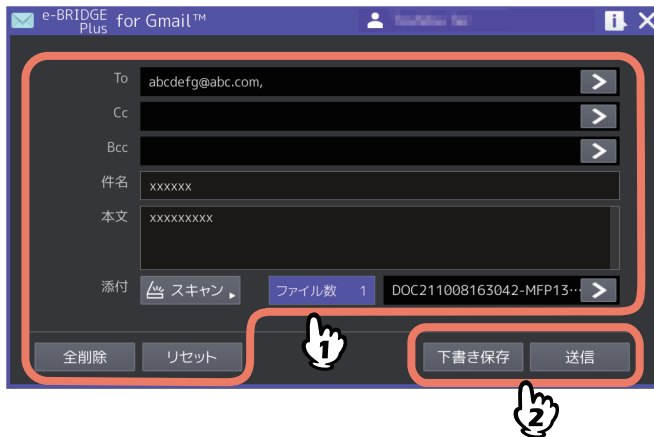 e-BRIDGE Plus for Gmail™
To abcdefg@abc.com,
Cc
Bcc
件名 xxxxxx
本文 xxxxxxxxx
添付 スキャン ファイル数 1 DOC211008163042-MFP13…
全削除 リセット 下書き保存 送信
1
2